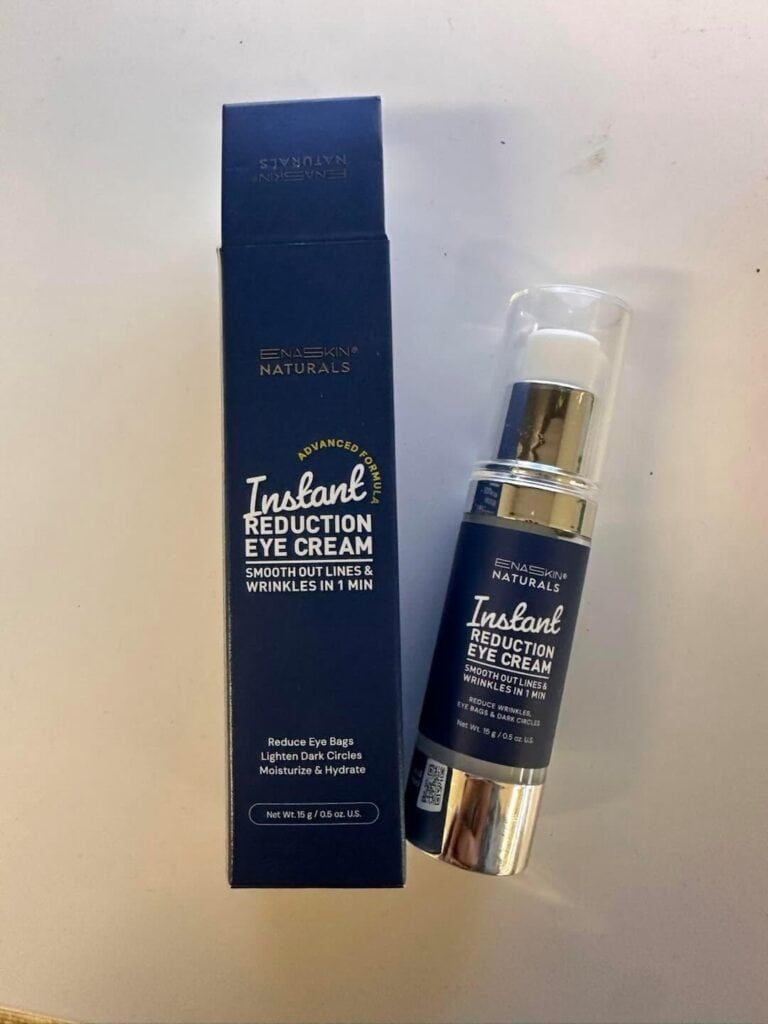 ENASKIN®
NATURALS
ENASKIN®
NATURALS
ADVANCED FORMULA
Instant
REDUCTION
EYE CREAM
SMOOTH OUT LINES &
WRINKLES IN 1 MIN
Reduce Eye Bags
Lighten Dark Circles
Moisturize & Hydrate
Net Wt. 15 g / 0.5 oz. U.S.
ENASKIN®
NATURALS
Instant
REDUCTION
EYE CREAM
SMOOTH OUT LINES &
WRINKLES IN 1 MIN
REDUCE WRINKLES,
EYE BAGS & DARK CIRCLES
Net Wt. 15 g / 0.5 oz. U.S.